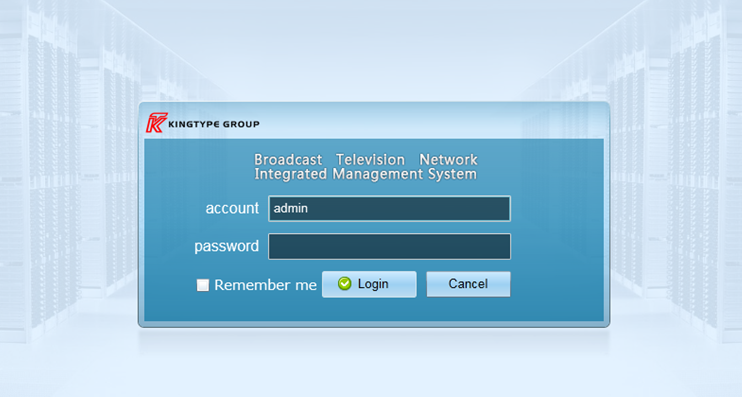 KINGTYPE GROUP
Broadcast Television Network
Integrated Management System
account admin
password
Remember me Login Cancel